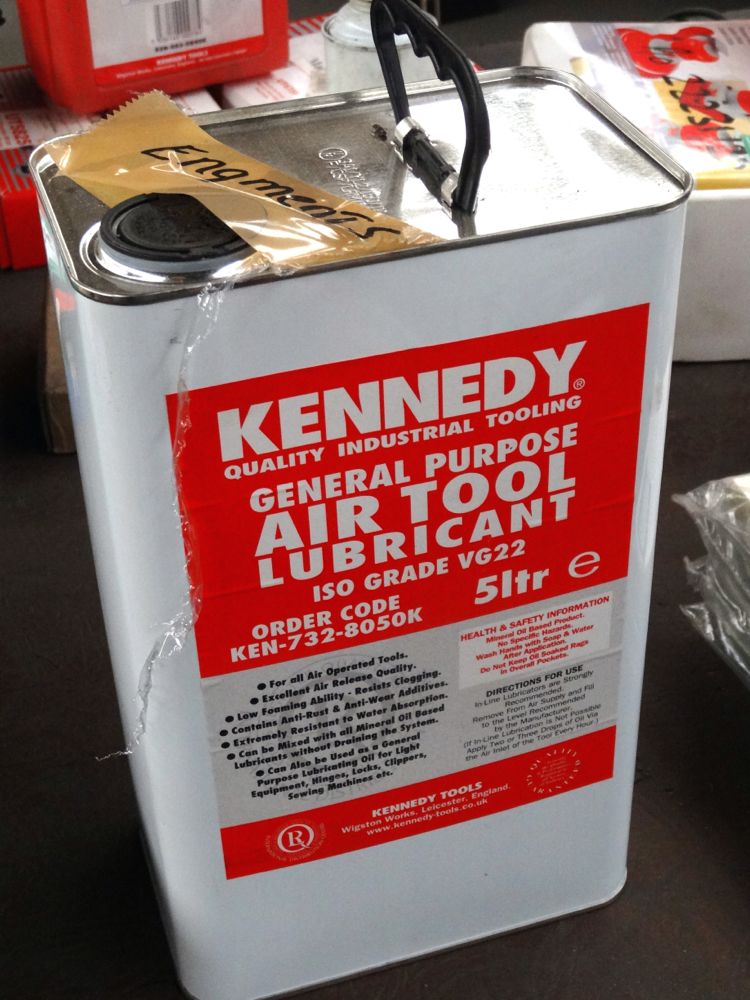 KENNEDY TOOLS
Engments
KENNEDY®
QUALITY INDUSTRIAL TOOLING
GENERAL PURPOSE
AIR TOOL
LUBRICANT
ISO GRADE VG22
5ltr e
ORDER CODE
KEN-732-8050K
● For all Air Operated Tools.
● Excellent Air Release Quality.
● Low Foaming Ability - Resists Clogging.
● Contains Anti-Rust & Anti-Wear Additives.
● Extremely Resistant to Water Absorption.
● Can be Mixed with all Mineral Oil Based
Lubricants without Draining the System.
● Can Also be Used as a General
Purpose Lubricating Oil for Light
Equipment, Hinges, Locks, Clippers,
Sewing Machines etc.
HEALTH & SAFETY INFORMATION
Mineral Oil Based Product.
No Specific Hazards.
Wash Hands with Soap & Water
After Application.
Do Not Keep Oil Soaked Rags
in Overall Pockets.
DIRECTIONS FOR USE
In-Line Lubricators are Strongly
Recommended.
Remove From Air Supply and Fill
to the Level Recommended
by the Manufacturer.
(If In-Line Lubrication Is Not Possible
Apply Two or Three Drops of Oil Via
the Air Inlet of the Tool Every Hour)
KENNEDY TOOLS
Wigston Works, Leicester, England.
www.kennedy-tools.co.uk
QR
QUALITY
GUARANTEED